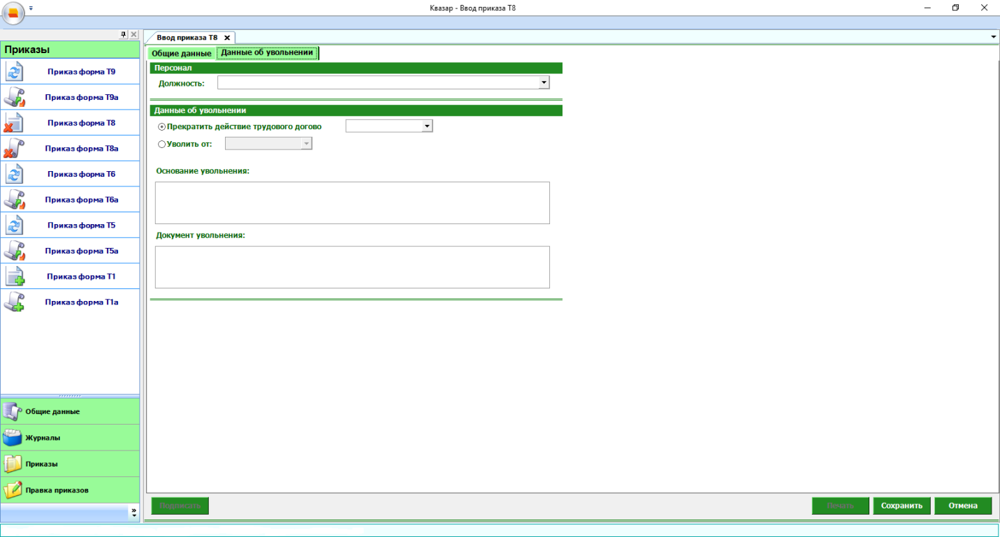 Квазар - Ввод приказа Т8
Приказы
Приказ форма Т9
Приказ форма Т9а
Приказ форма Т8
Приказ форма Т8а
Приказ форма Т6
Приказ форма Т6а
Приказ форма Т5
Приказ форма Т5а
Приказ форма Т1
Приказ форма Т1а
Общие данные
Журналы
Приказы
Правка приказов
Ввод приказа Т8
Общие данные Данные об увольнении
Персонал
Должность:
Данные об увольнении
Прекратить действие трудового догово
Уволить от:
Основание увольнения:
Документ увольнения:
Подписать Печать Сохранить Отмена